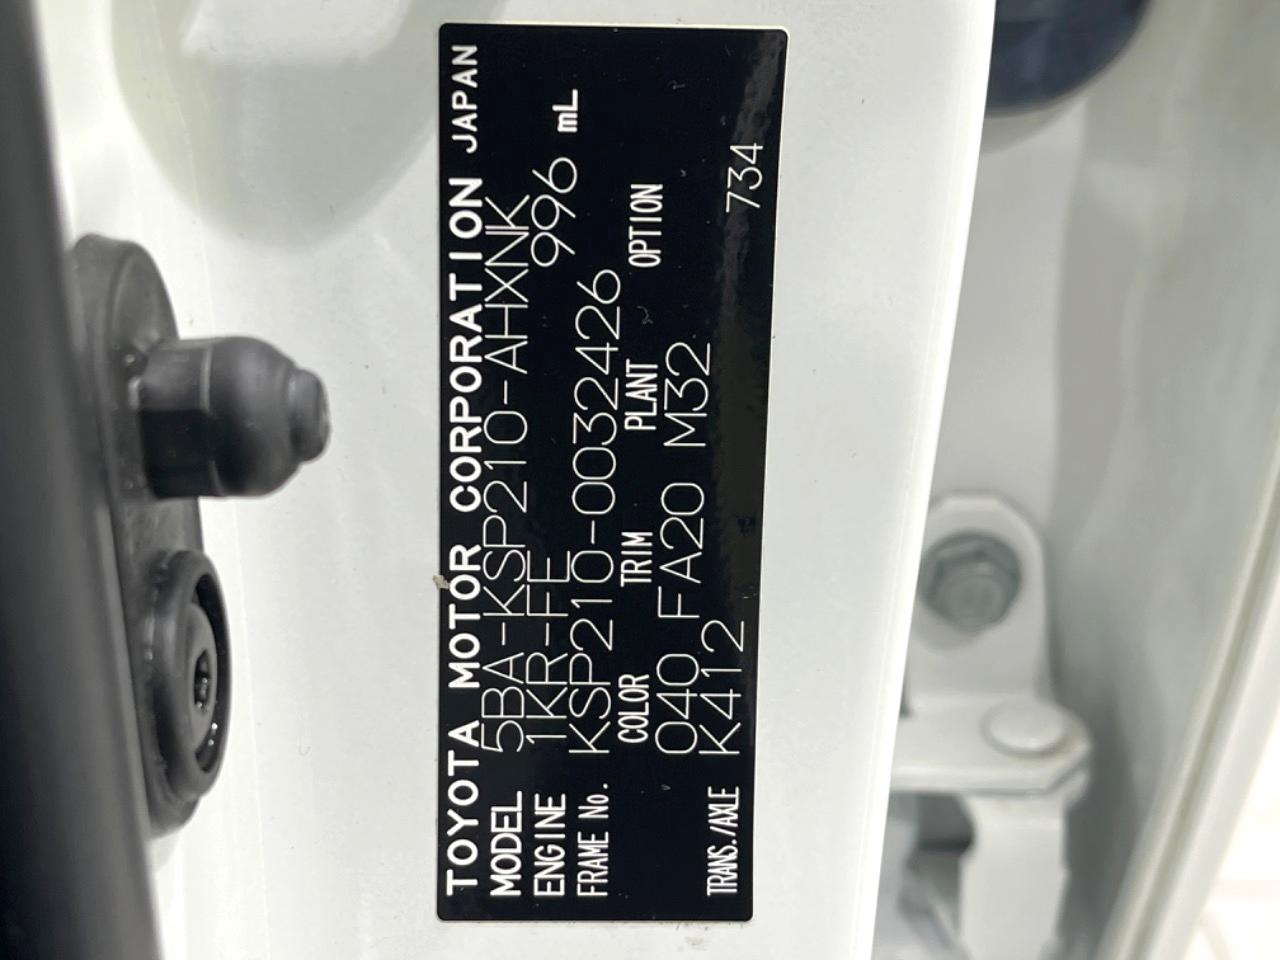 TOYOTA MOTOR CORPORATION JAPAN
MODEL 5BA-KSP210-AHXNK
ENGINE 1KR-FE 996 mL
FRAME No. KSP210-0032426
COLOR TRIM PLANT OPTION
040 FA20 M32
TRANS./AXLE K412 734